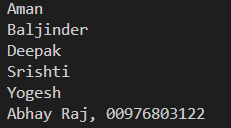 Aman
Baljinder
Deepak
Srishti
Yogesh
Abhay Raj, 00976803122